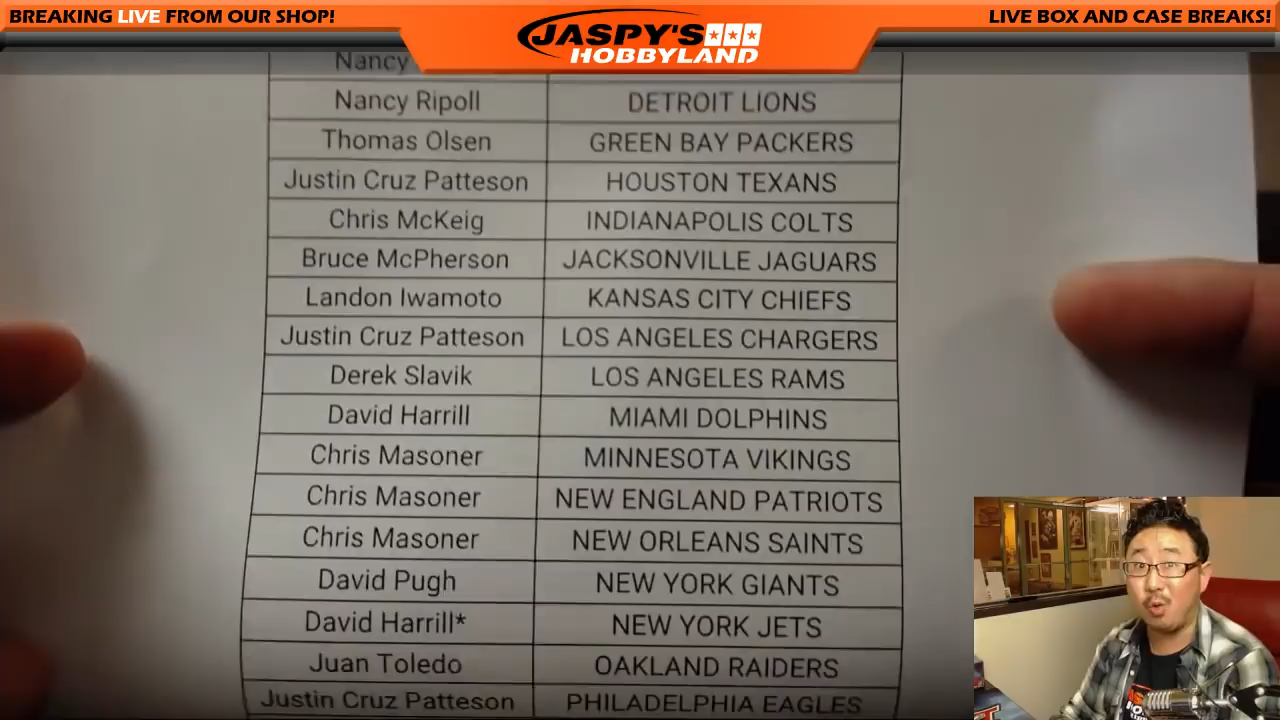 BREAKING LIVE FROM OUR SHOP!
JASPY'S
HOBBYLAND
LIVE BOX AND CASE BREAKS!
Nancy
Nancy Ripoll DETROIT LIONS
Thomas Olsen GREEN BAY PACKERS
Justin Cruz Patteson HOUSTON TEXANS
Chris McKeig INDIANAPOLIS COLTS
Bruce McPherson JACKSONVILLE JAGUARS
Landon Iwamoto KANSAS CITY CHIEFS
Justin Cruz Patteson LOS ANGELES CHARGERS
Derek Slavik LOS ANGELES RAMS
David Harrill MIAMI DOLPHINS
Chris Masoner MINNESOTA VIKINGS
Chris Masoner NEW ENGLAND PATRIOTS
Chris Masoner NEW ORLEANS SAINTS
David Pugh NEW YORK GIANTS
David Harrill* NEW YORK JETS
Juan Toledo OAKLAND RAIDERS
Justin Cruz Patteson PHILADELPHIA EAGLES